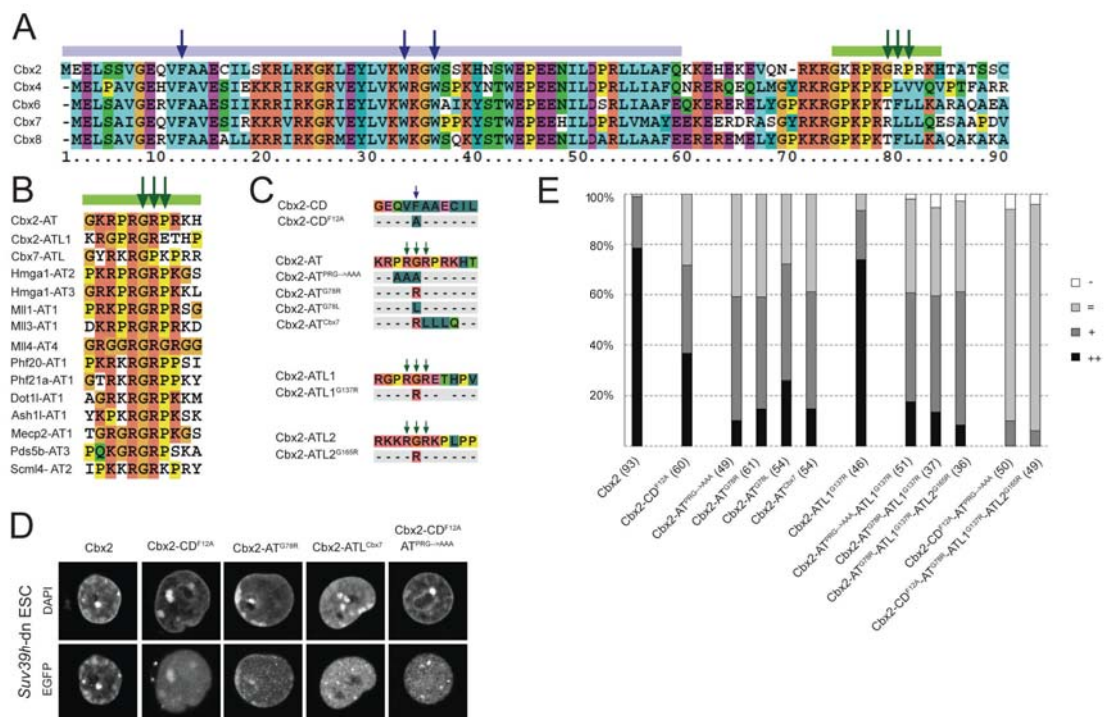 A
Cbx2 MEELSSVGEQVFAAECILSKRLRKGKLEYLVKWRGWSSKHNSWEPEENILDPRLLLAFQKKEHEKEVQN-RKRGKRPRGRPRKHTATSSC
Cbx4 -MELPAVGEHVFAVESIEKKRIRKGRVEYLVKWRGWSPKYNTWEPEENILDPRLLIAFQNRERQEQLMGYRKRGPKPKPLVVQVPTFARR
Cbx6 -MELSAVGERVFAAESIIKRRIRKGRIEYLVKWKGWAIKYSTWEPEENILDSRLIAAFEQKERERELYGPKKRGPKPKTFLLKARAQAEA
Cbx7 -MELSAIGEQVFAVESIRKKRVRKGKVEYLVKWKGWPPKYSTWEPEENILDPRLVMAYEEKEERDRASGYRKRGPKPRRLLLQESAAPDV
Cbx8 -MELSAVGERVFAAEALLKRRIRKGRMEYLVKWKGWSQKYSTWEPEENILDARLLAAFEEREREMELYGPKKRGPKPKTFLLKAQAKAKA
1 10 20 30 40 50 60 70 80 90
B
Cbx2-AT GKRPRGRPRKH
Cbx2-ATL1 KRGPRGRETHP
Cbx7-ATL GYRKRGPKPRR
Hmga1-AT2 PKRPRGRPKGS
Hmga1-AT3 PKRPRGRPKKL
Mll1-AT1 PRKPRGRPRSG
Mll3-AT1 DKRPRGRPRKD
Mll4-AT4 GRGRGRGRGRGG
Phf20-AT1 PKRKRGRPPSI
Phf21a-AT1 GTRKRGRPPKY
Dot1l-AT1 AGRKRGRPKKM
Ash1l-AT1 YKPKRGRPKSK
Mecp2-AT1 TGRGRGRPKGS
Pds5b-AT3 PQKGRGRPSKA
Scml4- AT2 IPKKRGRKPRY
C
Cbx2-CD GEQVFAAECIL
Cbx2-CDF12A ----A------
Cbx2-AT KRPRGRPRKHT
Cbx2-ATPRG-->AAA --AAA------
Cbx2-ATG78R ----R------
Cbx2-ATG78L ----L------
Cbx2-ATCbx7 ----RLLLQ--
Cbx2-ATL1 RGPRGRETHPV
Cbx2-ATL1G137R ----R------
Cbx2-ATL2 RKKRGRKPLPP
Cbx2-ATL2G165R ----R------
D
Cbx2 Cbx2-CDF12A Cbx2-ATG78R Cbx2-ATLCbx7 Cbx2-CDF12A ATPRG-->AAA
Suv39h-dn ESC
DAPI
EGFP
E
100%
80%
60%
40%
20%
-
=
+
++
Cbx2 (93)
Cbx2-CDF12A (60)
Cbx2-ATPRG-->AAA (49)
Cbx2-ATG78R (61)
Cbx2-ATG78L (54)
Cbx2-ATCbx7 (54)
Cbx2-ATL1G137R (46)
Cbx2-ATPRG-->AAA-ATL1G137R (51)
Cbx2-ATG78R-ATL1G137R (37)
Cbx2-ATG78R-ATL1G137R-ATL2G165R (36)
Cbx2-CDF12A-ATPRG-->AAA (50)
Cbx2-CDF12A-ATG78R-ATL1G137R-ATL2G165R (49)